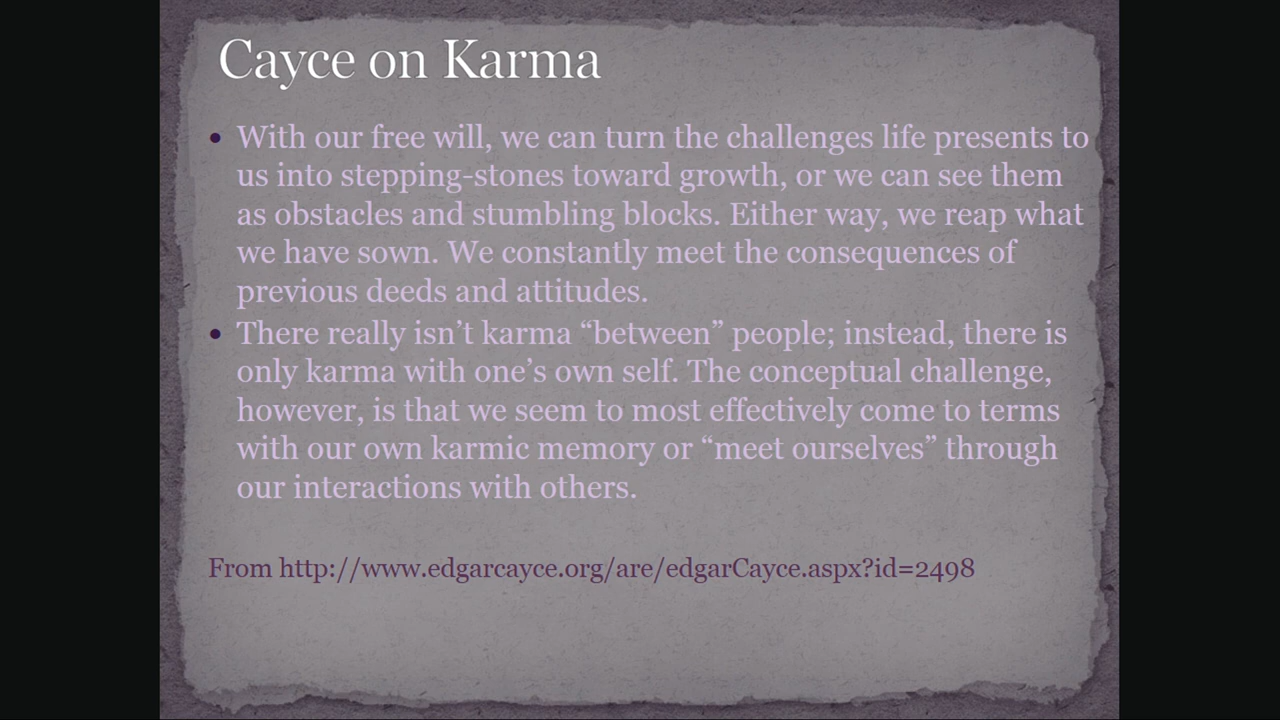 Cayce on Karma
• With our free will, we can turn the challenges life presents to
us into stepping-stones toward growth, or we can see them
as obstacles and stumbling blocks. Either way, we reap what
we have sown. We constantly meet the consequences of
previous deeds and attitudes.
• There really isn’t karma “between” people; instead, there is
only karma with one’s own self. The conceptual challenge,
however, is that we seem to most effectively come to terms
with our own karmic memory or “meet ourselves” through
our interactions with others.
From http://www.edgarcayce.org/are/edgarCayce.aspx?id=2498